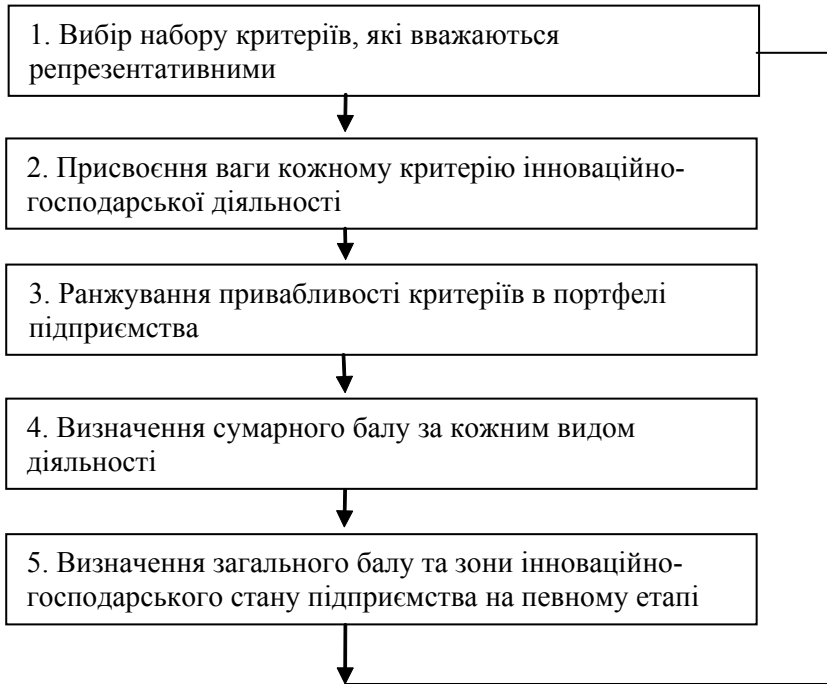 1. Вибір набору критеріїв, які вважаються
репрезентативними
2. Присвоєння ваги кожному критерію інноваційно-
господарської діяльності
3. Ранжування привабливості критеріїв в портфелі
підприємства
4. Визначення сумарного балу за кожним видом
діяльності
5. Визначення загального балу та зони інноваційно-
господарського стану підприємства на певному етапі